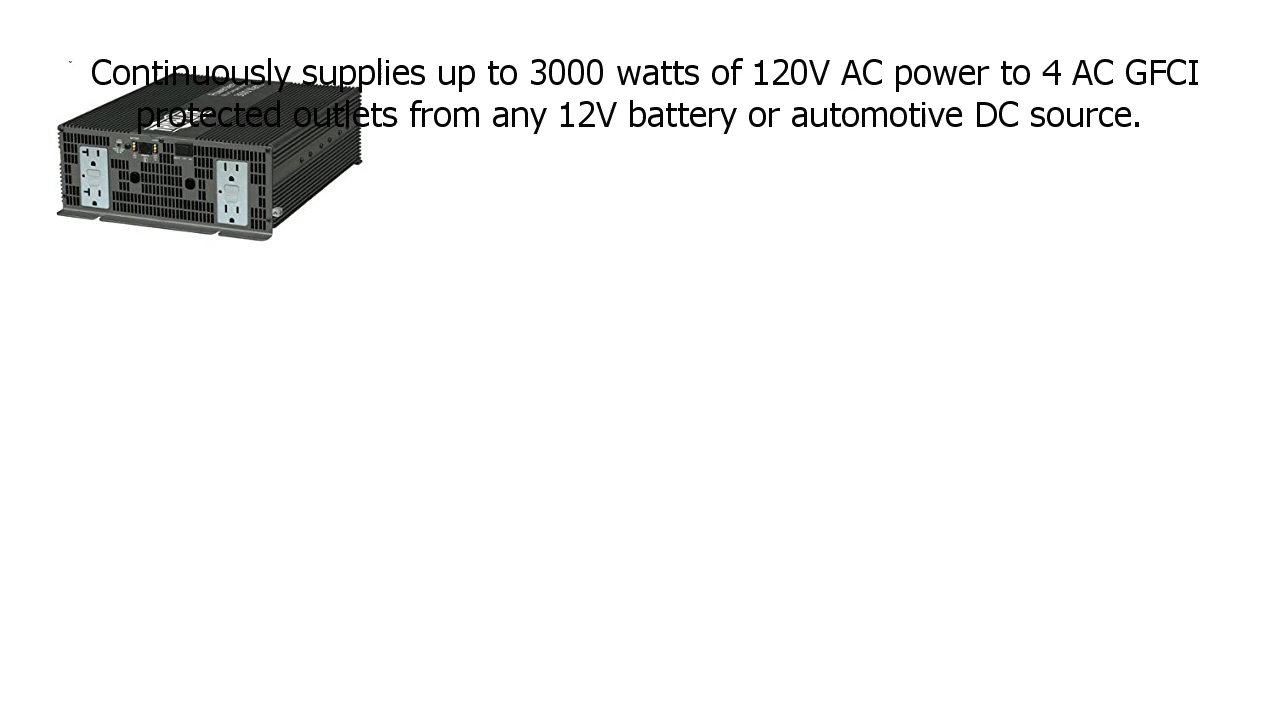 Continuously supplies up to 3000 watts of 120V AC power to 4 AC GFCI
protected outlets from any 12V battery or automotive DC source.